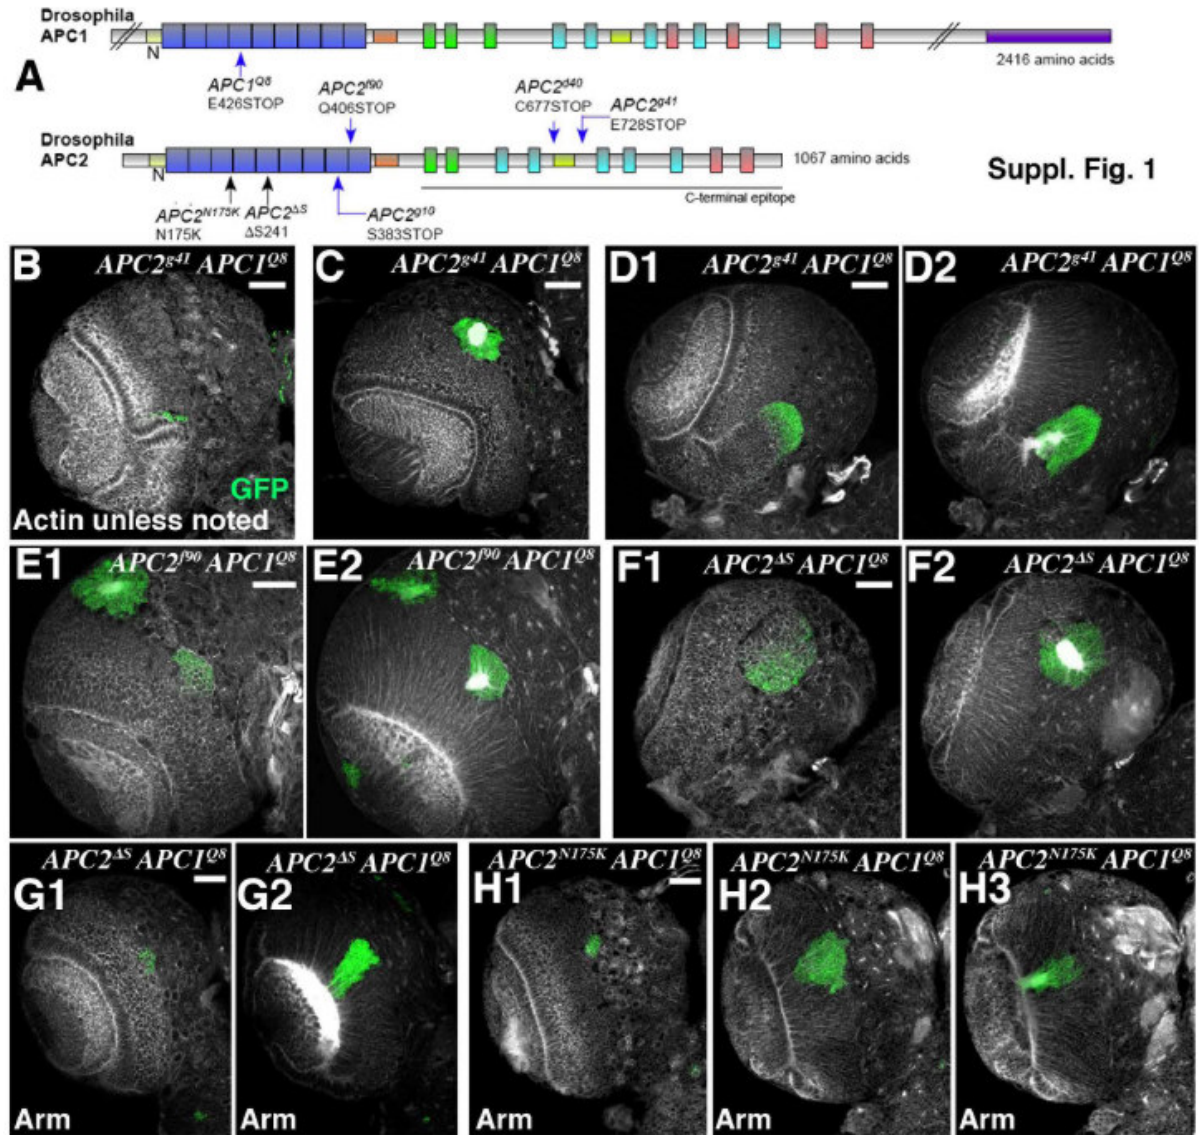 Drosophila
APC1
N
2416 amino acids
A
APC1Q8
E426STOP
APC2f90
Q406STOP
APC2d40
C677STOP
APC2g41
E728STOP
Drosophila
APC2
N
1067 amino acids
Suppl. Fig. 1
C-terminal epitope
APC2N175K
N175K
APC2ΔS
ΔS241
APC2g10
S383STOP
B
APC2g41 APC1Q8
GFP
Actin unless noted
C
APC2g41 APC1Q8
D1
APC2g41 APC1Q8
D2
APC2g41 APC1Q8
E1
APC2f90 APC1Q8
E2
APC2f90 APC1Q8
F1
APC2ΔS APC1Q8
F2
APC2ΔS APC1Q8
G1
APC2ΔS APC1Q8
Arm
G2
APC2ΔS APC1Q8
Arm
H1
APC2N175K APC1Q8
Arm
H2
APC2N175K APC1Q8
Arm
H3
APC2N175K APC1Q8
Arm